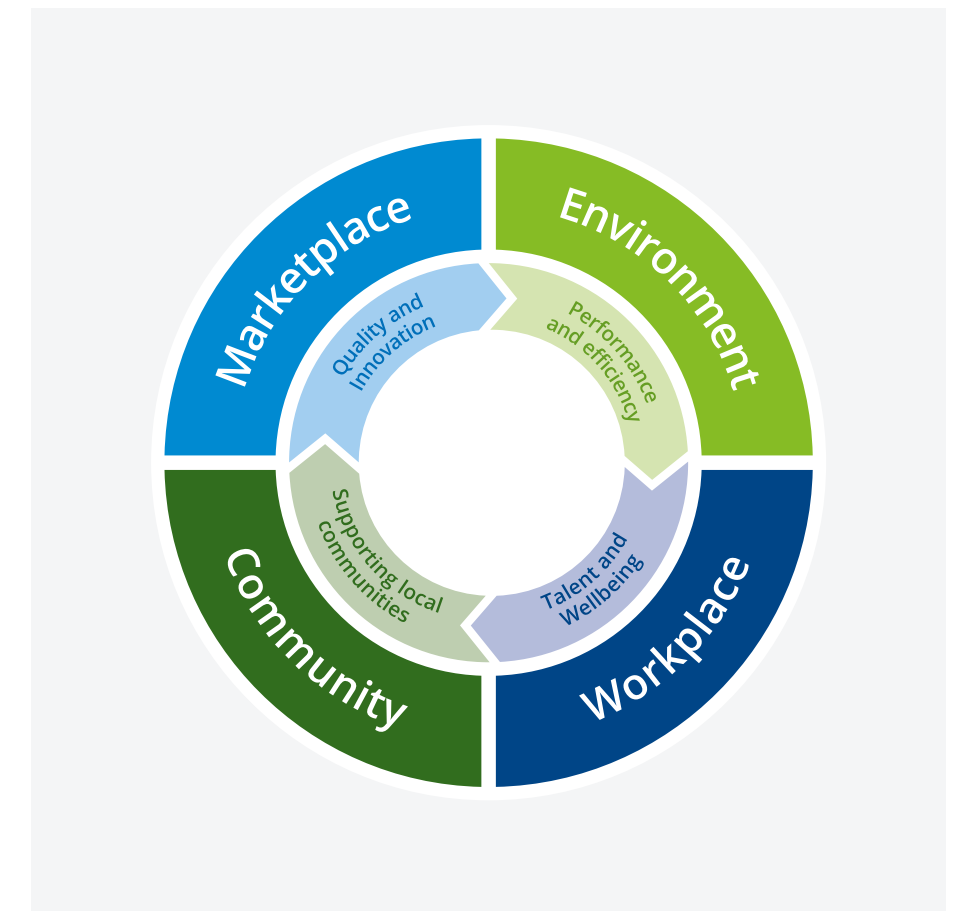 Marketplace
Environment
Quality and
Innovation
Performance
and efficiency
Supporting local
communities
Talent and
Wellbeing
Community
Workplace